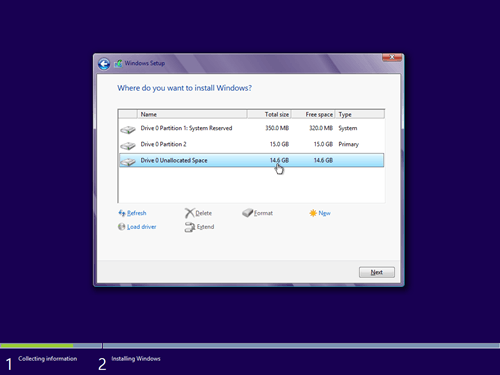 Windows Setup
Where do you want to install Windows?
Name Total size Free space Type
Drive 0 Partition 1: System Reserved 350.0 MB 320.0 MB System
Drive 0 Partition 2 15.0 GB 15.0 GB Primary
Drive 0 Unallocated Space 14.6 GB 14.6 GB
Refresh Delete Format New
Load driver Extend
Next
1 Collecting information 2 Installing Windows